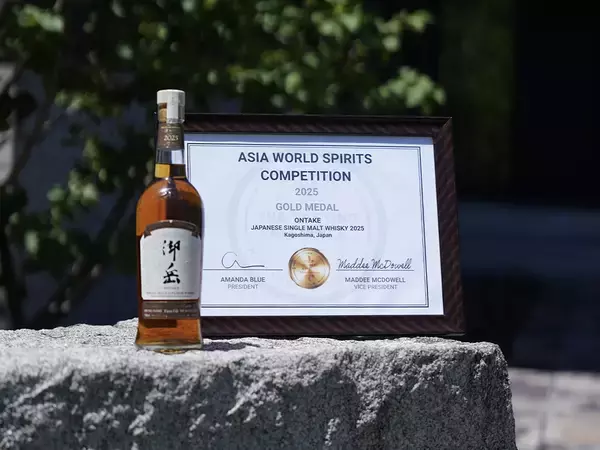 2025
御岳
ASIA WORLD SPIRITS
COMPETITION
2025
GOLD MEDAL
ONTAKE
JAPANESE SINGLE MALT WHISKY 2025
Kagoshima, Japan
Maddee McDowell
AMANDA BLUE
PRESIDENT
MADDEE MCDOWELL
VICE PRESIDENT